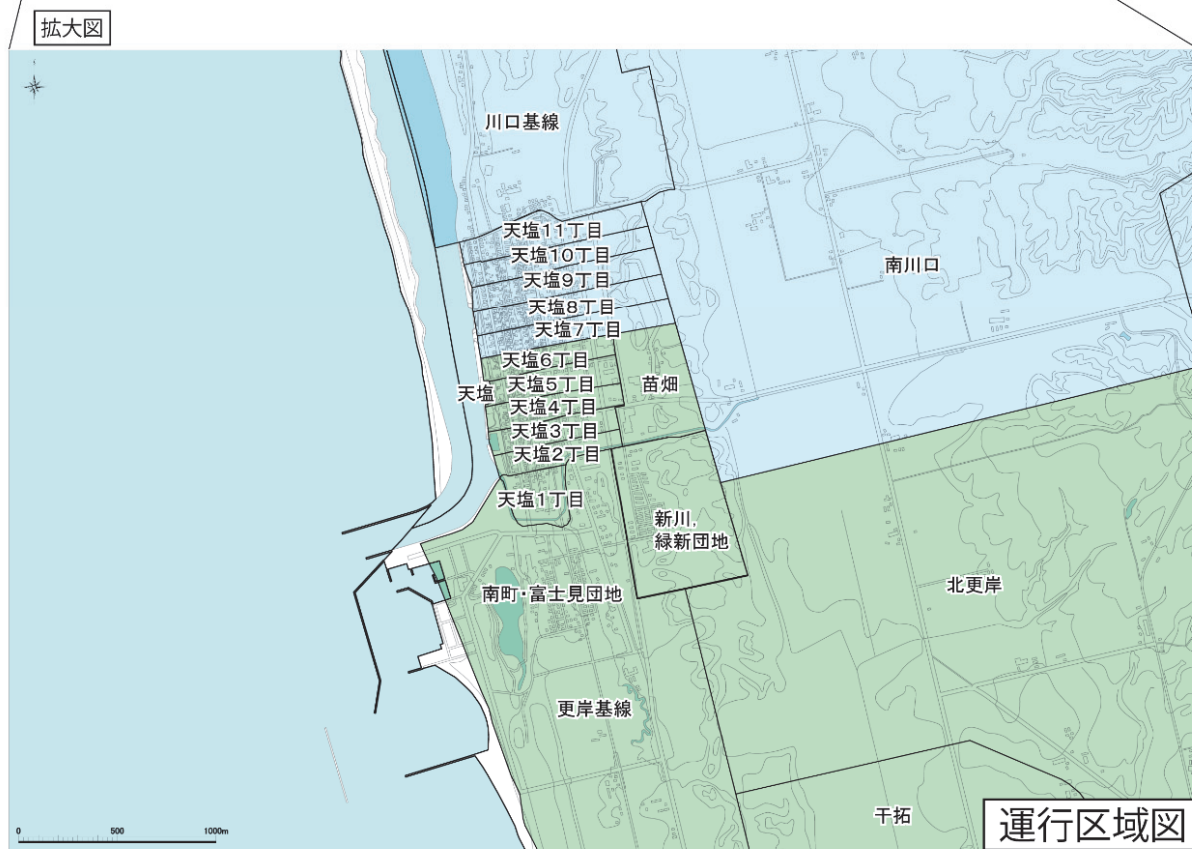 拡大図
川口基線
天塩11丁目
天塩10丁目
天塩9丁目
天塩8丁目
天塩7丁目
南川口
天塩6丁目
天塩5丁目
天塩
苗畑
天塩4丁目
天塩3丁目
天塩2丁目
天塩1丁目
新川,
緑新団地
南町・富士見団地
北更岸
更岸基線
干拓
0 500 1000m
運行区域図